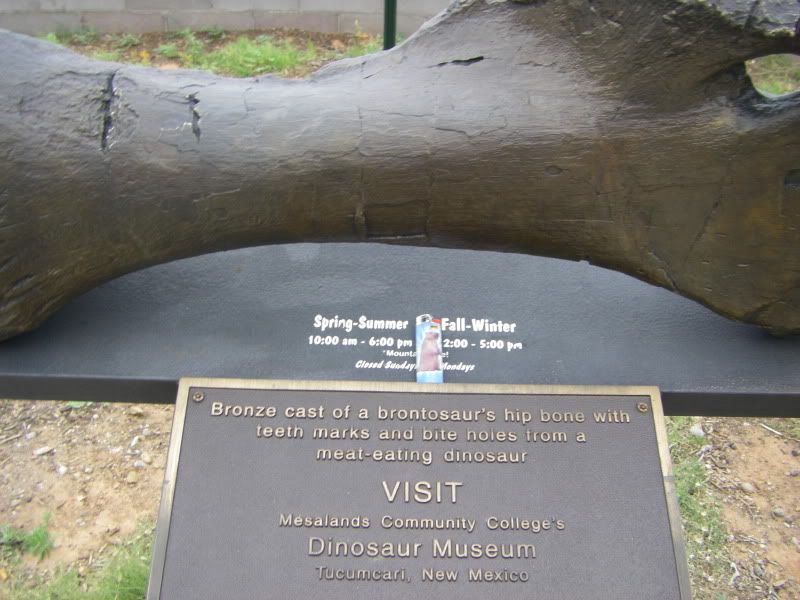 Spring-Summer Fall-Winter
10:00 am - 6:00 pm 2:00 - 5:00 pm
Closed Sundays
Bronze cast of a brontosaur's hip bone with
teeth marks and bite holes from a
meat-eating dinosaur
VISIT
Mesalands Community College's
Dinosaur Museum
Tucumcari, New Mexico